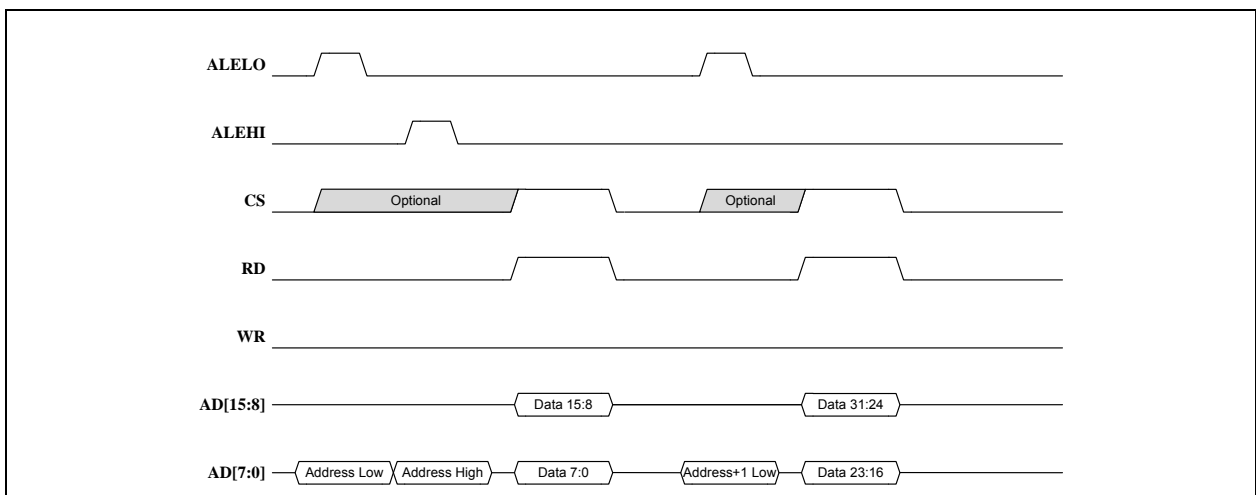 ALELO
ALEHI
CS Optional Optional
RD
WR
AD[15:8] Data 15:8 Data 31:24
AD[7:0] Address Low Address High Data 7:0 Address+1 Low Data 23:16